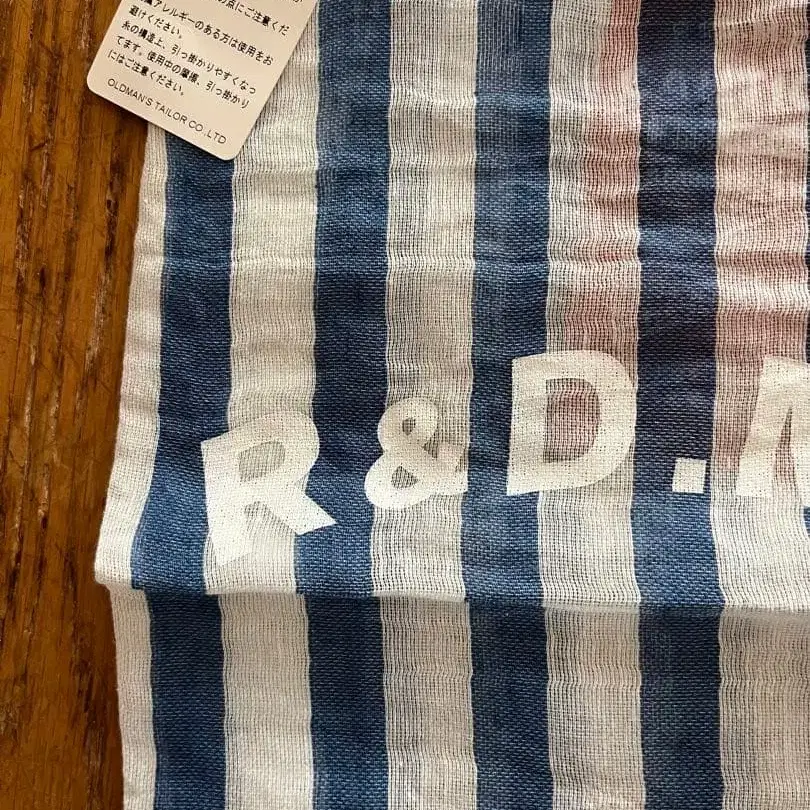 の点にご注意くだ
属アレルギーのある方は使用をお
避けください。
糸の構造上、引っ掛かりやすくなっ
てます。使用中の摩擦、引っ掛かり
にはご注意ください。
OLDMAN'S TAILOR CO.,LTD
R&D.M